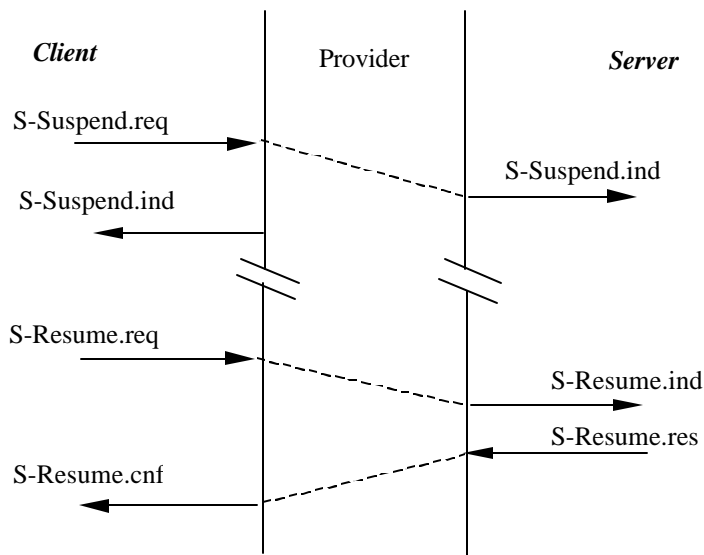 Client
Provider
Server
S-Suspend.req
S-Suspend.ind
S-Suspend.ind
S-Resume.req
S-Resume.ind
S-Resume.res
S-Resume.cnf